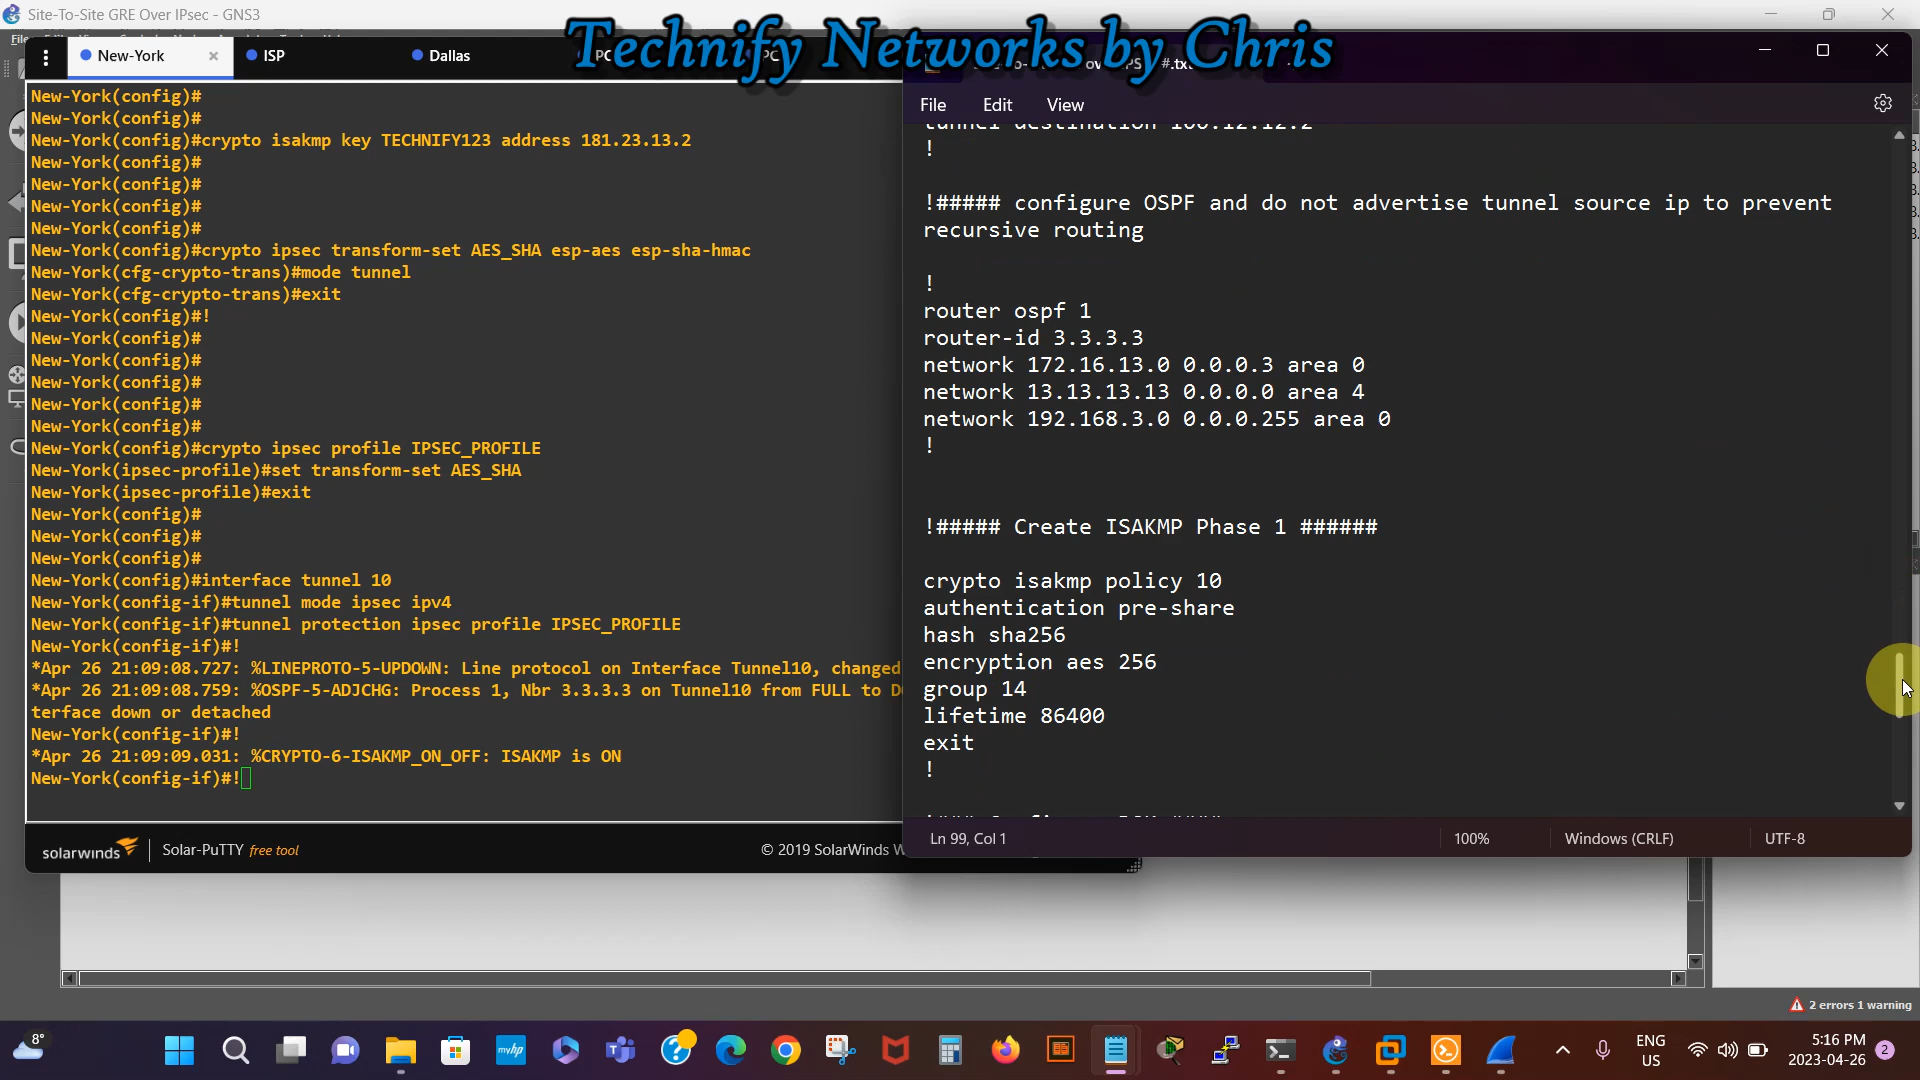 Site-To-Site GRE Over IPsec - GNS3
Technify Networks by Chris
New-York
ISP
Dallas
PC
PC
New-York(config)#
New-York(config)#
New-York(config)#crypto isakmp key TECHNIFY123 address 181.23.13.2
New-York(config)#
New-York(config)#
New-York(config)#
New-York(config)#
New-York(config)#crypto ipsec transform-set AES_SHA esp-aes esp-sha-hmac
New-York(cfg-crypto-trans)#mode tunnel
New-York(cfg-crypto-trans)#exit
New-York(config)#!
New-York(config)#
New-York(config)#
New-York(config)#
New-York(config)#
New-York(config)#
New-York(config)#crypto ipsec profile IPSEC_PROFILE
New-York(ipsec-profile)#set transform-set AES_SHA
New-York(ipsec-profile)#exit
New-York(config)#
New-York(config)#
New-York(config)#
New-York(config)#interface tunnel 10
New-York(config-if)#tunnel mode ipsec ipv4
New-York(config-if)#tunnel protection ipsec profile IPSEC_PROFILE
New-York(config-if)#!
*Apr 26 21:09:08.727: %LINEPROTO-5-UPDOWN: Line protocol on Interface Tunnel10, changed
*Apr 26 21:09:08.759: %OSPF-5-ADJCHG: Process 1, Nbr 3.3.3.3 on Tunnel10 from FULL to D
terface down or detached
New-York(config-if)#!
*Apr 26 21:09:09.031: %CRYPTO-6-ISAKMP_ON_OFF: ISAKMP is ON
New-York(config-if)#!
solarwinds
Solar-PuTTY free tool
© 2019 SolarWinds W
File
Edit
View
tunnel destination 100.12.12.2
!
!##### configure OSPF and do not advertise tunnel source ip to prevent
recursive routing
!
router ospf 1
router-id 3.3.3.3
network 172.16.13.0 0.0.0.3 area 0
network 13.13.13.13 0.0.0.0 area 4
network 192.168.3.0 0.0.0.255 area 0
!
!##### Create ISAKMP Phase 1 ######
crypto isakmp policy 10
authentication pre-share
hash sha256
encryption aes 256
group 14
lifetime 86400
exit
!
Ln 99, Col 1
100%
Windows (CRLF)
UTF-8
2 errors 1 warning
8°
myhp
ENG
US
5:16 PM
2023-04-26
2